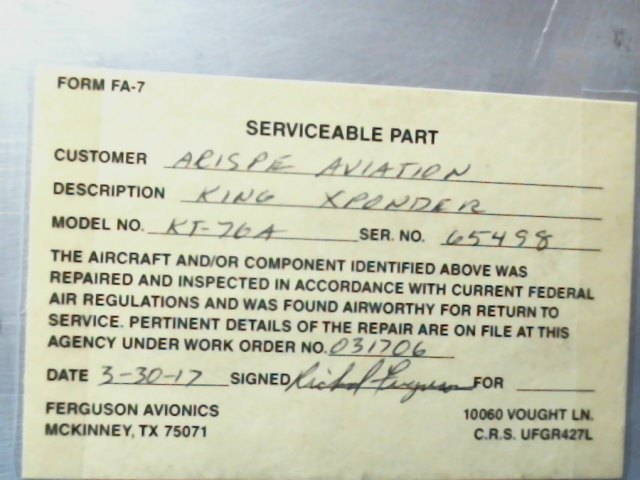 FORM FA-7
SERVICEABLE PART
CUSTOMER ARISPE AVIATION
DESCRIPTION KING XPONDER
MODEL NO. KT-76A SER. NO. 65498
THE AIRCRAFT AND/OR COMPONENT IDENTIFIED ABOVE WAS
REPAIRED AND INSPECTED IN ACCORDANCE WITH CURRENT FEDERAL
AIR REGULATIONS AND WAS FOUND AIRWORTHY FOR RETURN TO
SERVICE. PERTINENT DETAILS OF THE REPAIR ARE ON FILE AT THIS
AGENCY UNDER WORK ORDER NO. 031706
DATE 3-30-17 SIGNED Richard Ferguson FOR
FERGUSON AVIONICS 10060 VOUGHT LN.
MCKINNEY, TX 75071 C.R.S. UFGR427L